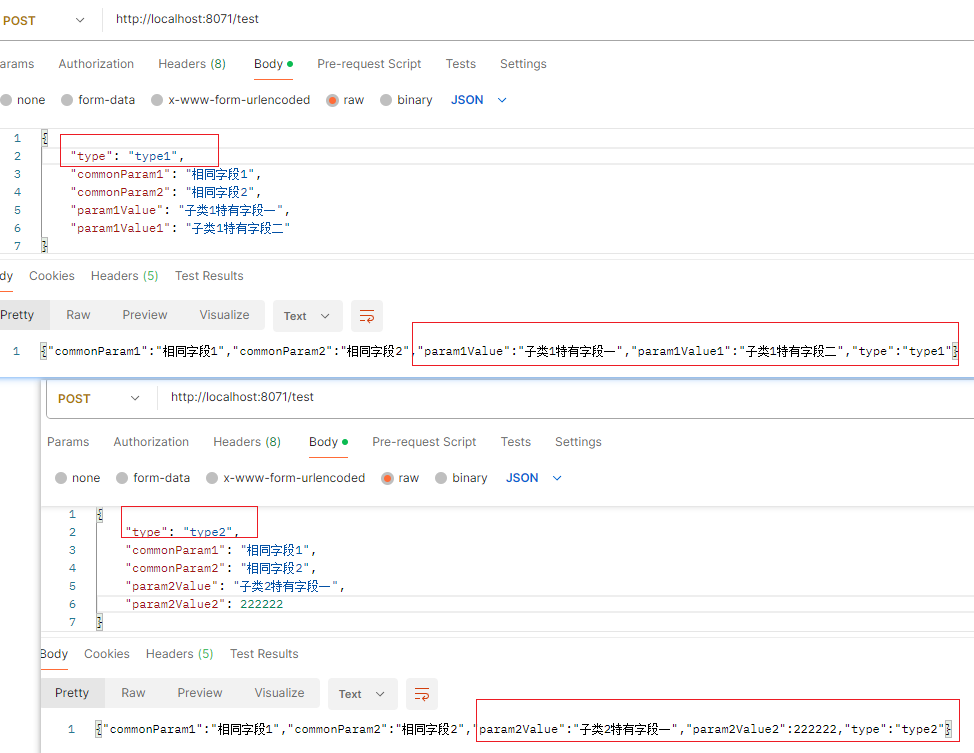 POST http://localhost:8071/test
arams Authorization Headers (8) Body Pre-request Script Tests Settings
none form-data x-www-form-urlencoded raw binary JSON
1 {
2 "type": "type1",
3 "commonParam1": "相同字段1",
4 "commonParam2": "相同字段2",
5 "param1Value": "子类1特有字段一",
6 "param1Value1": "子类1特有字段二"
7 }
dy Cookies Headers (5) Test Results
Pretty Raw Preview Visualize Text
1 {"commonParam1":"相同字段1","commonParam2":"相同字段2","param1Value":"子类1特有字段一","param1Value1":"子类1特有字段二","type":"type1"}
POST http://localhost:8071/test
Params Authorization Headers (8) Body Pre-request Script Tests Settings
none form-data x-www-form-urlencoded raw binary JSON
1 {
2 "type": "type2",
3 "commonParam1": "相同字段1",
4 "commonParam2": "相同字段2",
5 "param2Value": "子类2特有字段一",
6 "param2Value2": 222222
7 }
Body Cookies Headers (5) Test Results
Pretty Raw Preview Visualize Text
1 {"commonParam1":"相同字段1","commonParam2":"相同字段2","param2Value":"子类2特有字段一","param2Value2":222222,"type":"type2"}